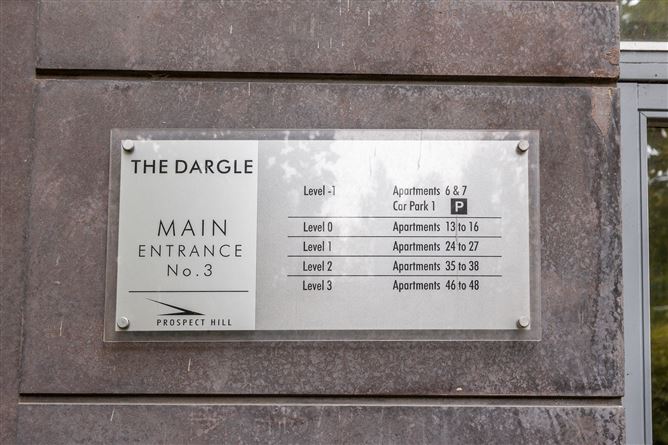 THE DARGLE
MAIN
ENTRANCE
No.3
PROSPECT HILL
Level -1 Apartments 6 & 7
Car Park 1 P
Level 0 Apartments 13 to 16
Level 1 Apartments 24 to 27
Level 2 Apartments 35 to 38
Level 3 Apartments 46 to 48